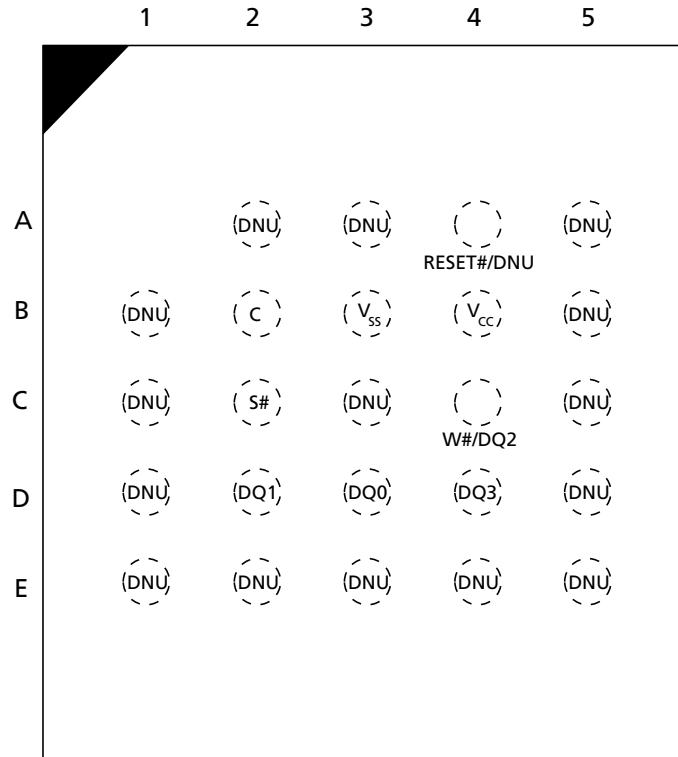 1 2 3 4 5
A DNU DNU DNU
RESET#/DNU
B DNU C VSS VCC DNU
C DNU S# DNU DNU
W#/DQ2
D DNU DQ1 DQ0 DQ3 DNU
E DNU DNU DNU DNU DNU